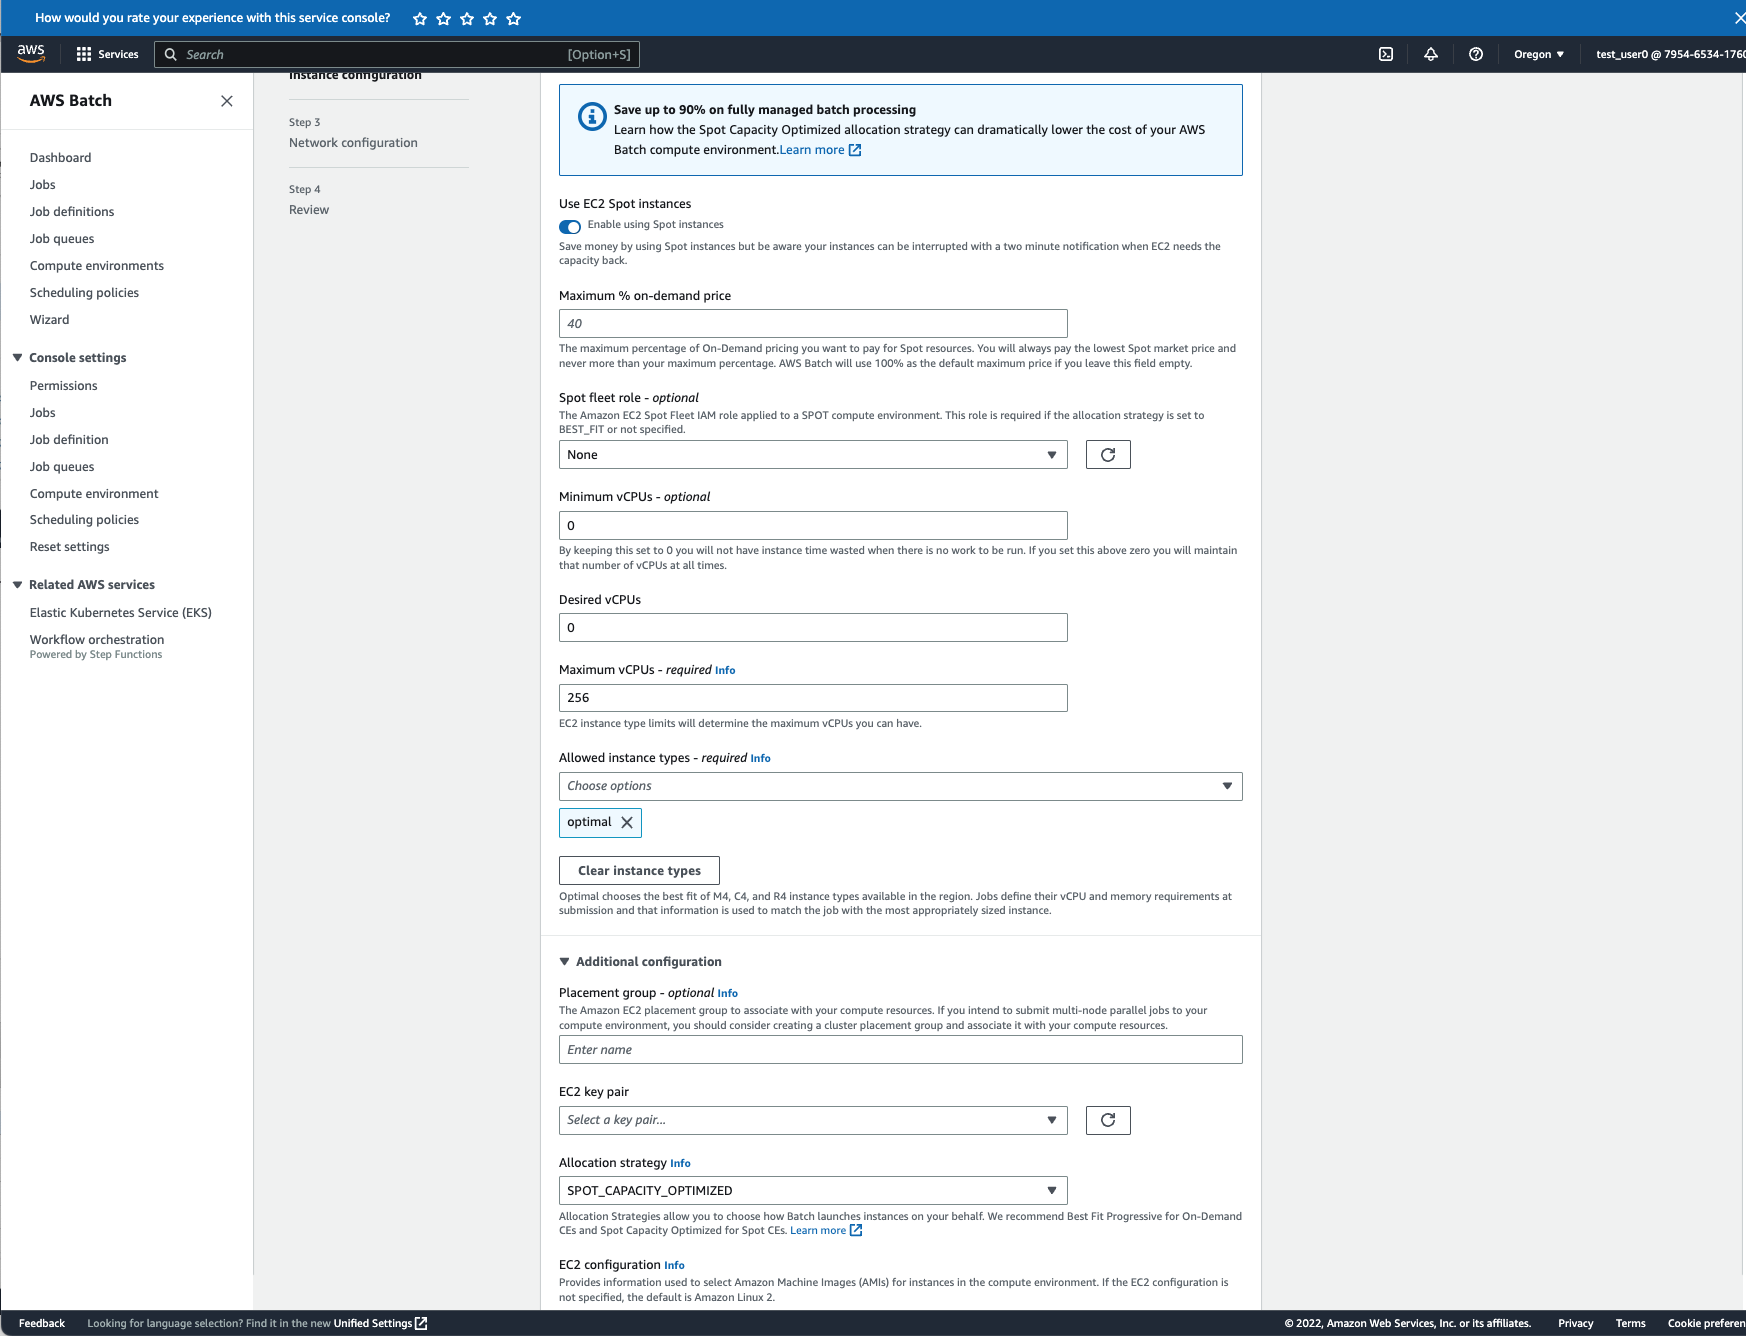 How would you rate your experience with this service console?
aws
Services
Search
[Option+S]
Oregon
test_user0 @ 7954-6534-1760
AWS Batch
Dashboard
Jobs
Job definitions
Job queues
Compute environments
Scheduling policies
Wizard
Console settings
Permissions
Jobs
Job definition
Job queues
Compute environment
Scheduling policies
Reset settings
Related AWS services
Elastic Kubernetes Service (EKS)
Workflow orchestration
Powered by Step Functions
Instance configuration
Step 3
Network configuration
Step 4
Review
Save up to 90% on fully managed batch processing
Learn how the Spot Capacity Optimized allocation strategy can dramatically lower the cost of your AWS
Batch compute environment.Learn more
Use EC2 Spot instances
Enable using Spot instances
Save money by using Spot instances but be aware your instances can be interrupted with a two minute notification when EC2 needs the
capacity back.
Maximum % on-demand price
40
The maximum percentage of On-Demand pricing you want to pay for Spot resources. You will always pay the lowest Spot market price and
never more than your maximum percentage. AWS Batch will use 100% as the default maximum price if you leave this field empty.
Spot fleet role - optional
The Amazon EC2 Spot Fleet IAM role applied to a SPOT compute environment. This role is required if the allocation strategy is set to
BEST_FIT or not specified.
None
Minimum vCPUs - optional
0
By keeping this set to 0 you will not have instance time wasted when there is no work to be run. If you set this above zero you will maintain
that number of vCPUs at all times.
Desired vCPUs
0
Maximum vCPUs - required Info
256
EC2 instance type limits will determine the maximum vCPUs you can have.
Allowed instance types - required Info
Choose options
optimal
Clear instance types
Optimal chooses the best fit of M4, C4, and R4 instance types available in the region. Jobs define their vCPU and memory requirements at
submission and that information is used to match the job with the most appropriately sized instance.
Additional configuration
Placement group - optional Info
The Amazon EC2 placement group to associate with your compute resources. If you intend to submit multi-node parallel jobs to your
compute environment, you should consider creating a cluster placement group and associate it with your compute resources.
Enter name
EC2 key pair
Select a key pair...
Allocation strategy Info
SPOT_CAPACITY_OPTIMIZED
Allocation Strategies allow you to choose how Batch launches instances on your behalf. We recommend Best Fit Progressive for On-Demand
CEs and Spot Capacity Optimized for Spot CEs. Learn more
EC2 configuration Info
Provides information used to select Amazon Machine Images (AMIs) for instances in the compute environment. If the EC2 configuration is
not specified, the default is Amazon Linux 2.
Feedback
Looking for language selection? Find it in the new Unified Settings
© 2022, Amazon Web Services, Inc. or its affiliates.
Privacy
Terms
Cookie preferen